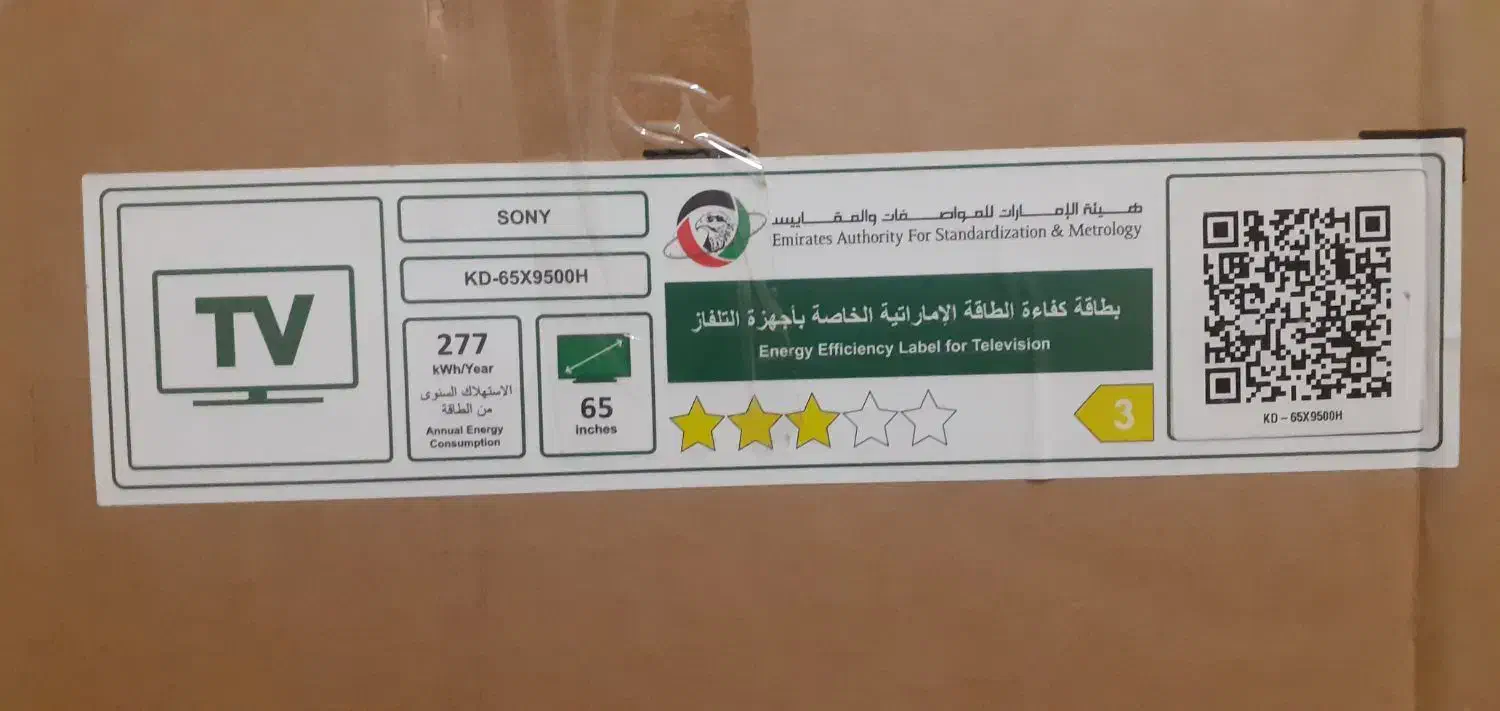 TV
SONY
KD-65X9500H
277
kWh/Year
الاستهلاك السنوى
من الطاقة
Annual Energy
Consumption
65
inches
هيئة الإمارات للمواصفات والمقاييس
Emirates Authority For Standardization & Metrology
بطاقة كفاءة الطاقة الإماراتية الخاصة بأجهزة التلفاز
Energy Efficiency Label for Television
3
KD – 65X9500H